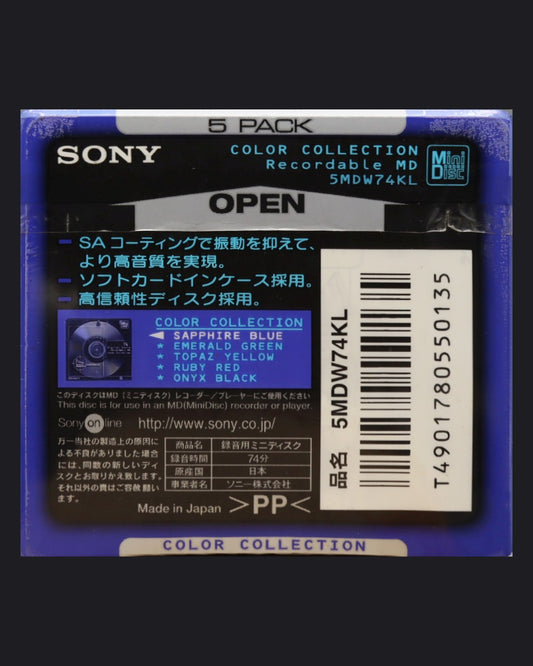 5 PACK
SONY
COLOR COLLECTION
Recordable MD
5MDW74KL
Mini
Disc
OPEN
SAコーティングで振動を抑えて、
より高音質を実現。
ソフトカードインケース採用。
高信頼性ディスク採用。
COLOR COLLECTION
◀ SAPPHIRE BLUE
* EMERALD GREEN
* TOPAZ YELLOW
* RUBY RED
* ONYX BLACK
このディスクはMD(ミニディスク)レコーダー/プレーヤーにご使用ください
This disc is for use in an MD(MiniDisc) recorder or player.
Sony on line http://www.sony.co.jp/
万一当社の製造上の原因に
よる不良がありました場合
には、同数の新しいディ
スクとお取りかえ致します。
それ以外の責はご容赦願い
ます。
商品名 録音用ミニディスク
録音時間 74分
原産国 日本
事業者名 ソニー株式会社
Made in Japan >PP<
品名 5MDW74KL
T4901780550135
COLOR COLLECTION